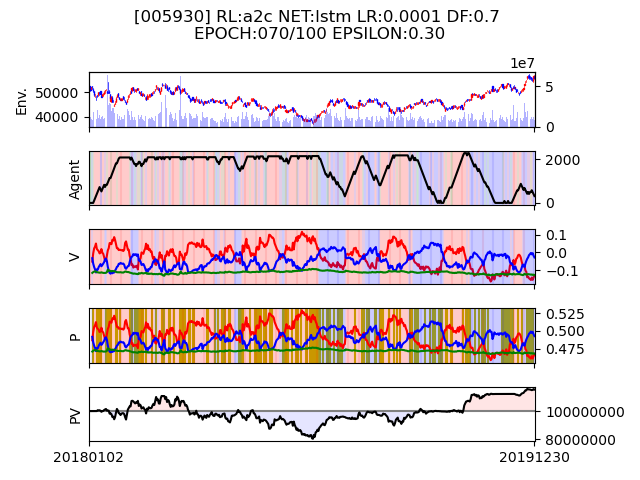 [005930] RL:a2c NET:lstm LR:0.0001 DF:0.7
EPOCH:070/100 EPSILON:0.30
1e7
Env.
50000
40000
5
0
Agent
2000
0
V
0.1
0.0
−0.1
P
0.525
0.500
0.475
PV
100000000
80000000
20180102
20191230